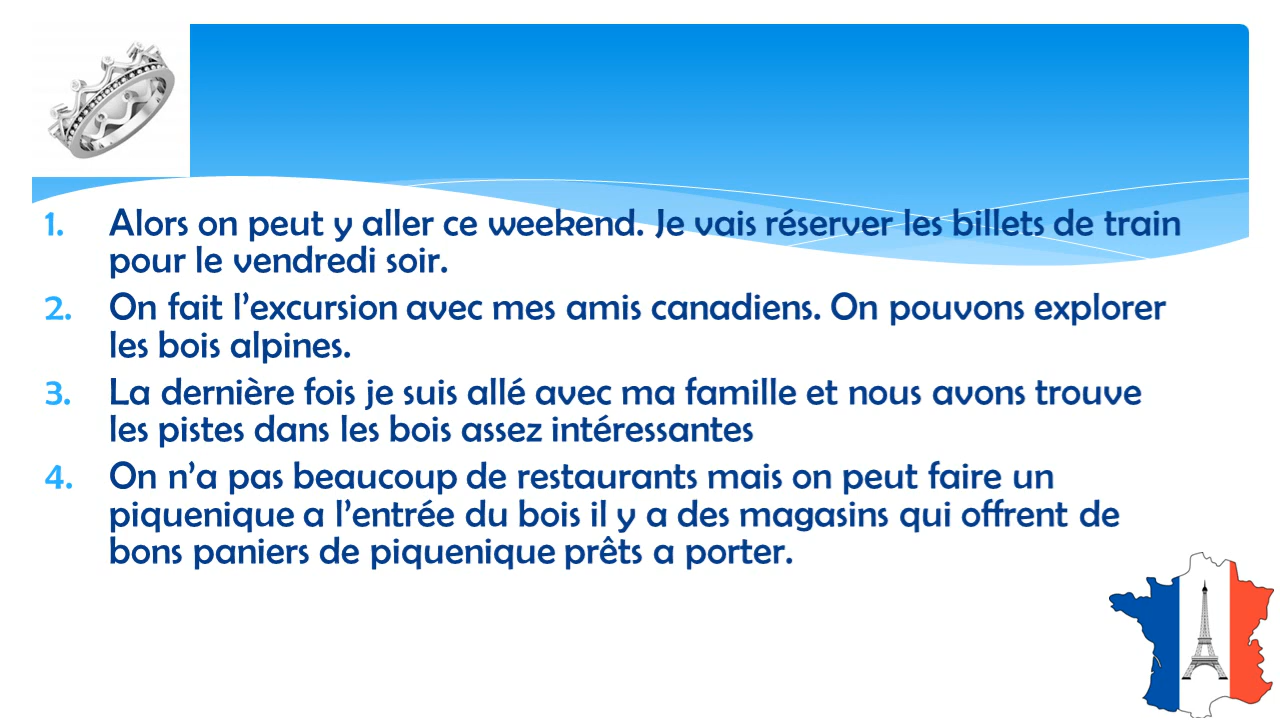 1. Alors on peut y aller ce weekend. Je vais réserver les billets de train
pour le vendredi soir.
2. On fait l’excursion avec mes amis canadiens. On pouvons explorer
les bois alpines.
3. La dernière fois je suis allé avec ma famille et nous avons trouve
les pistes dans les bois assez intéressantes
4. On n’a pas beaucoup de restaurants mais on peut faire un
piquenique a l’entrée du bois il y a des magasins qui offrent de
bons paniers de piquenique prêts a porter.